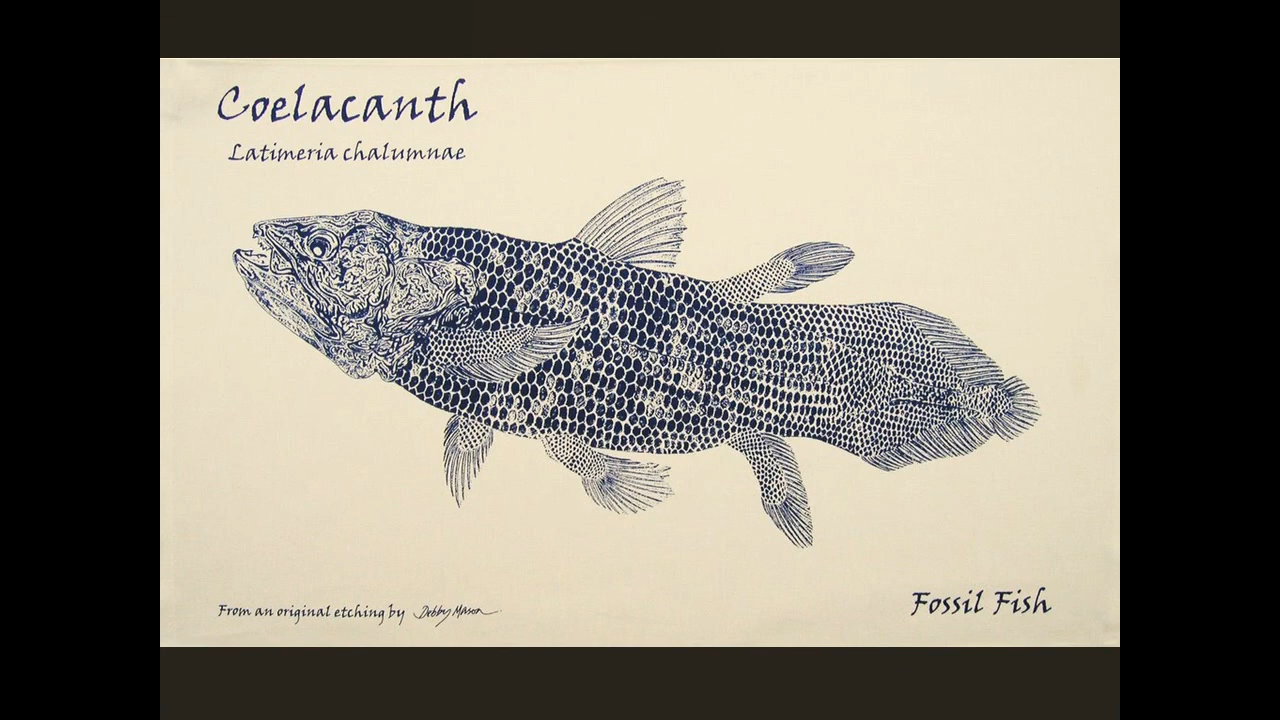 Coelacanth
Latimeria chalumnae
From an original etching by Debby Mason
Fossil Fish